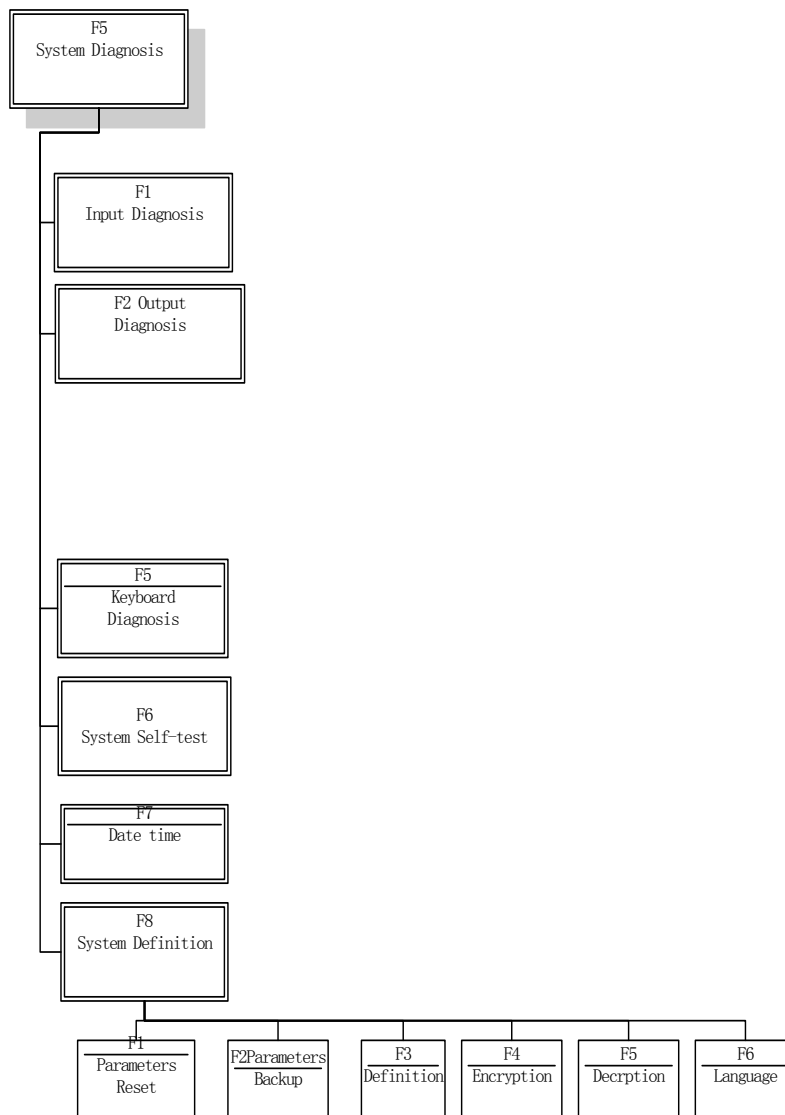 F5
System Diagnosis
F1
Input Diagnosis
F2 Output
Diagnosis
F5
Keyboard
Diagnosis
F6
System Self-test
F7
Date time
F8
System Definition
F1
Parameters
Reset
F2Parameters
Backup
F3
Definition
F4
Encryption
F5
Decrption
F6
Language